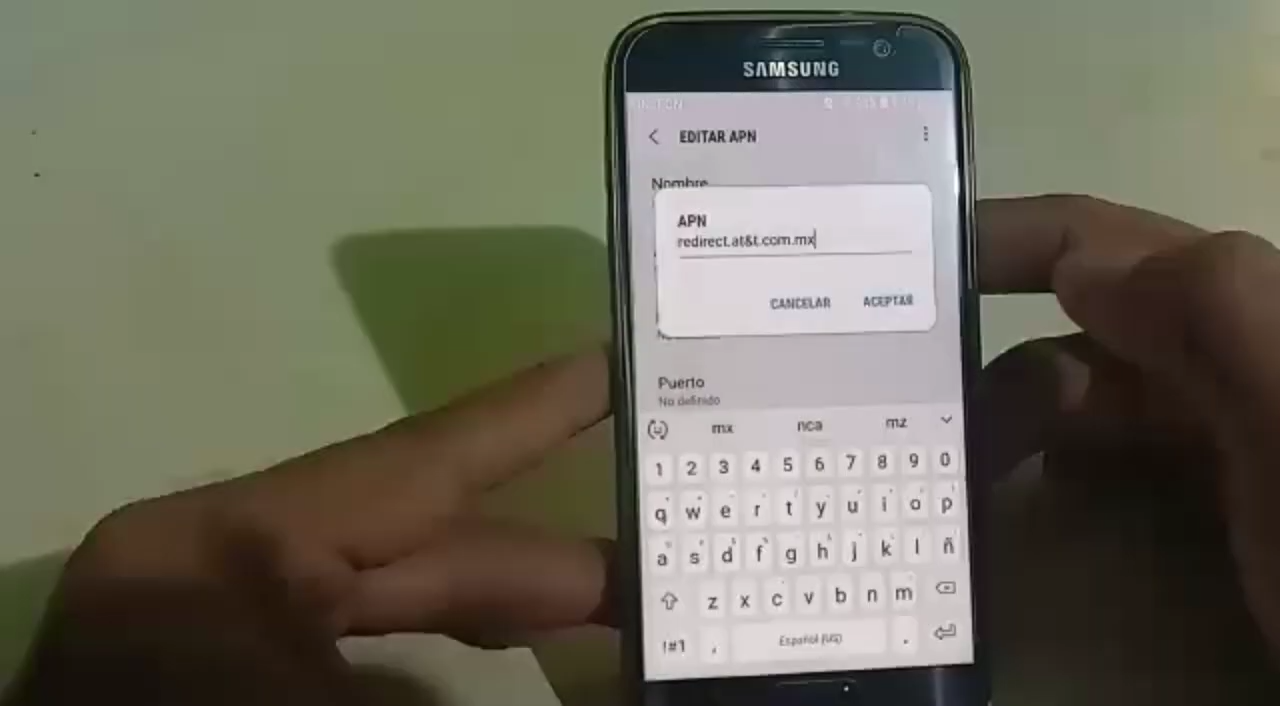 SAMSUNG
EDITAR APN
Nombre
APN
redirect.at&t.com.mx
CANCELAR ACEPTAR
Puerto
No definido
mx nca mz
1 2 3 4 5 6 7 8 9 0
q w e r t y u i o p
a s d f g h j k l ñ
z x c v b n m
!#1 , Español (US) .